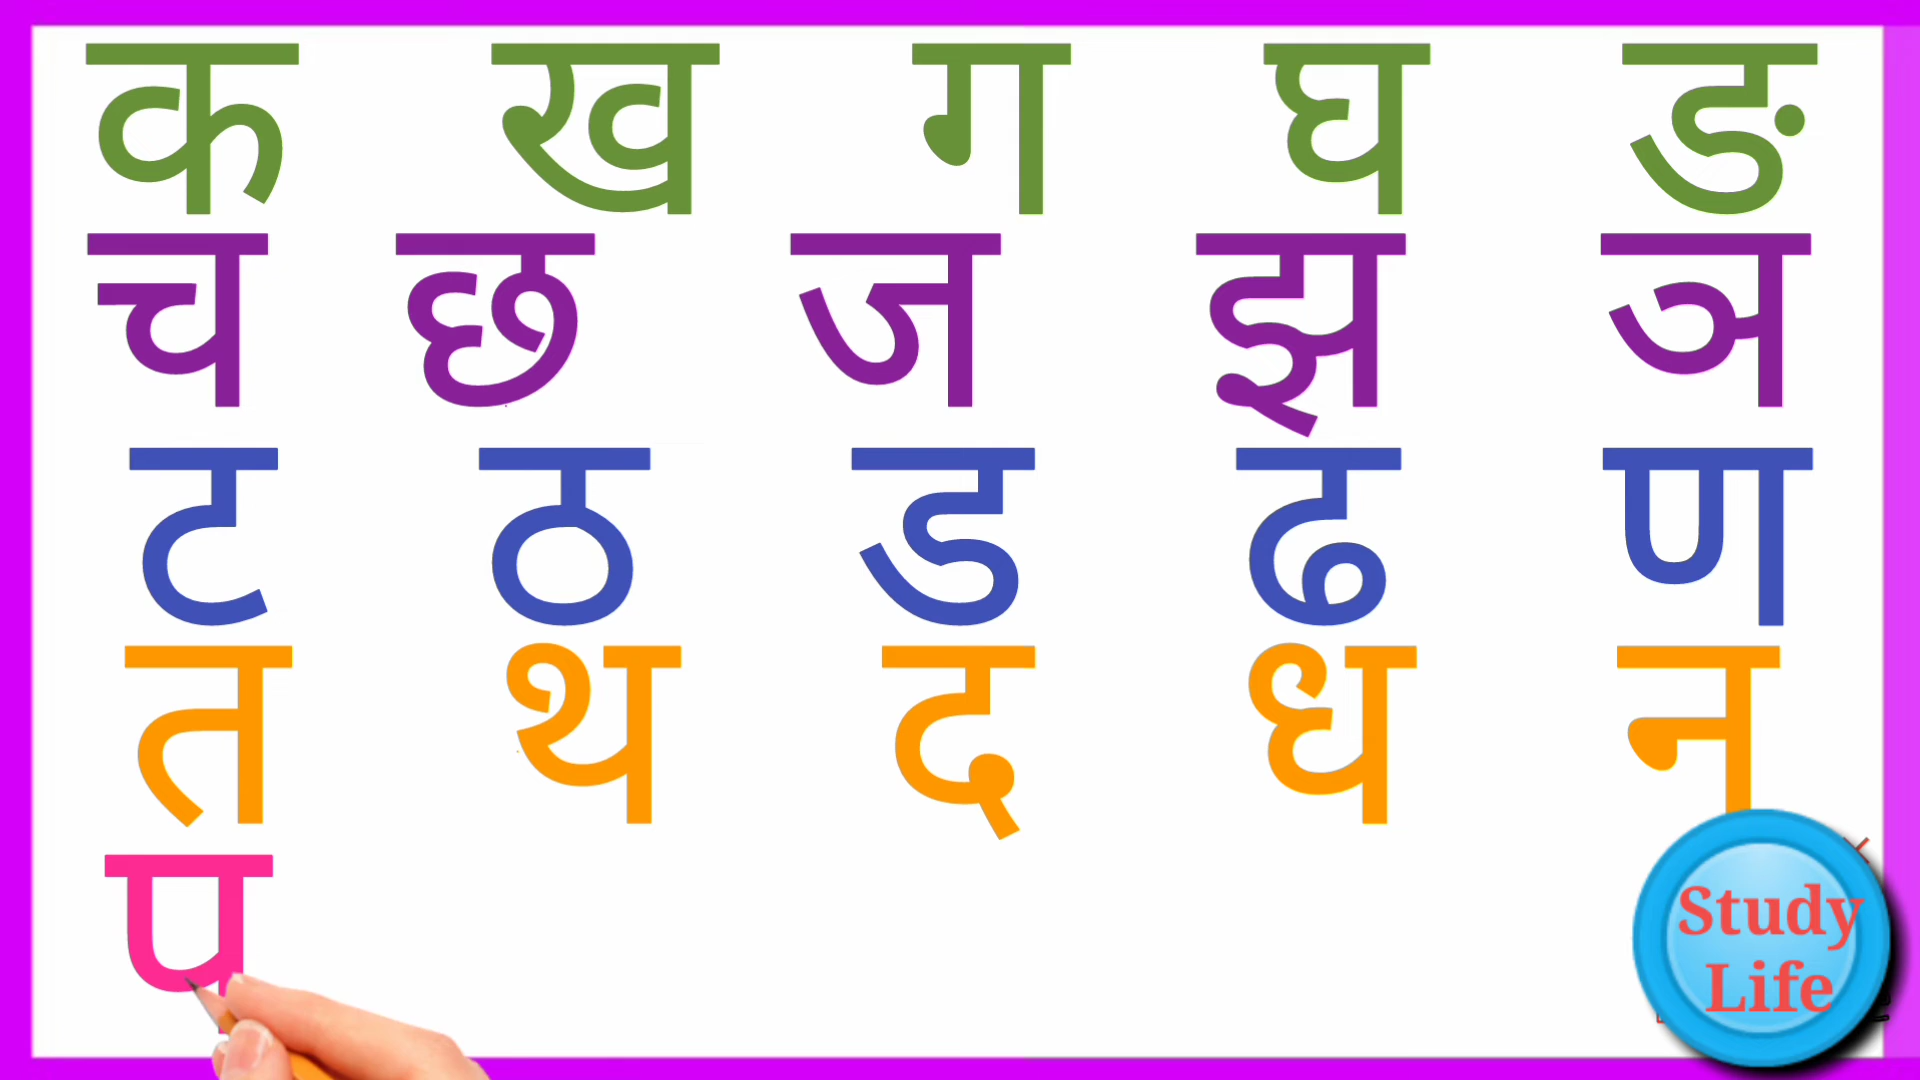 क ख ग घ ङ
च छ ज झ ञ
ट ठ ड ढ ण
त थ द ध न
प
Study
Life